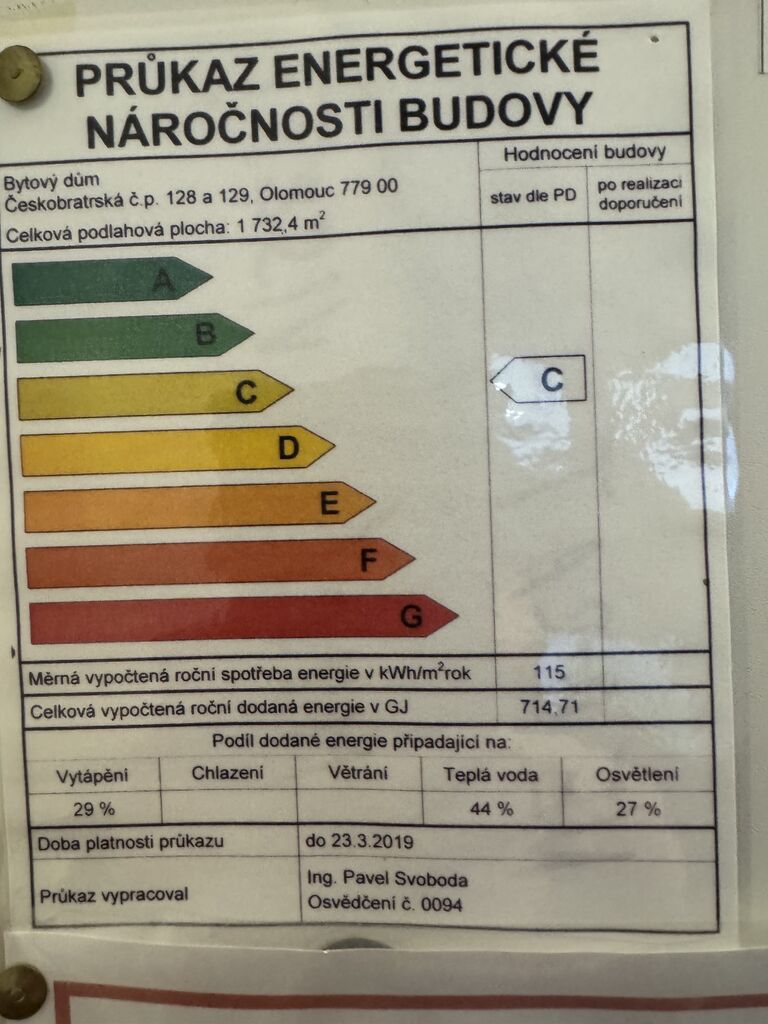 PRŮKAZ ENERGETICKÉ
NÁROČNOSTI BUDOVY
Bytový dům
Českobratrská č.p. 128 a 129, Olomouc 779 00
Celková podlahová plocha: 1 732,4 m²
Hodnocení budovy
stav dle PD
po realizaci
doporučení
A
B
C
C
D
E
F
G
Měrná vypočtená roční spotřeba energie v kWh/m²rok 115
Celková vypočtená roční dodaná energie v GJ 714,71
Podíl dodané energie připadající na:
Vytápění Chlazení Větrání Teplá voda Osvětlení
29 % 44 % 27 %
Doba platnosti průkazu do 23.3.2019
Průkaz vypracoval
Ing. Pavel Svoboda
Osvědčení č. 0094